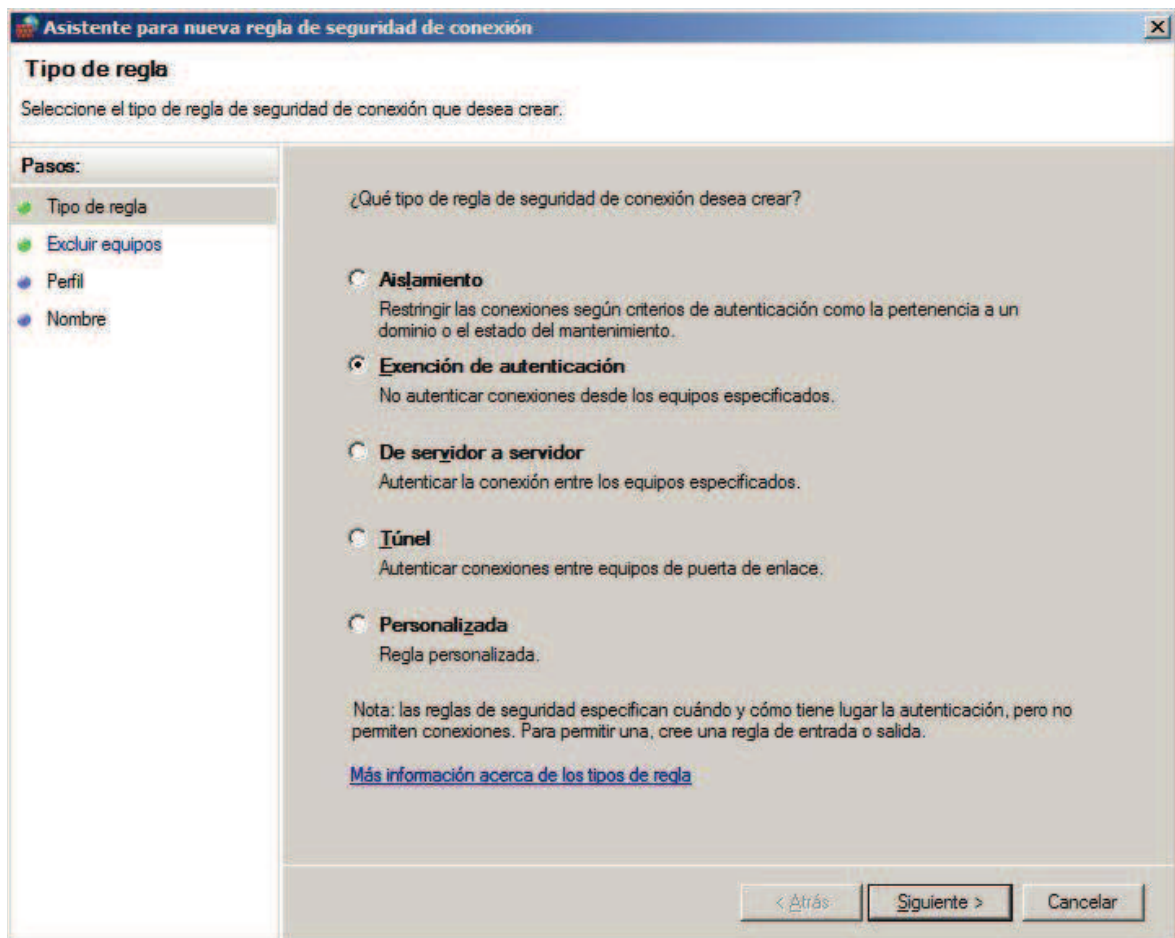 Asistente para nueva regla de seguridad de conexión
Tipo de regla
Seleccione el tipo de regla de seguridad de conexión que desea crear.
Pasos:
Tipo de regla
Excluir equipos
Perfil
Nombre
¿Qué tipo de regla de seguridad de conexión desea crear?
Aislamiento
Restringir las conexiones según criterios de autenticación como la pertenencia a un
dominio o el estado del mantenimiento.
Exención de autenticación
No autenticar conexiones desde los equipos especificados.
De servidor a servidor
Autenticar la conexión entre los equipos especificados.
Túnel
Autenticar conexiones entre equipos de puerta de enlace.
Personalizada
Regla personalizada.
Nota: las reglas de seguridad especifican cuándo y cómo tiene lugar la autenticación, pero no
permiten conexiones. Para permitir una, cree una regla de entrada o salida.
Más información acerca de los tipos de regla
< Atrás
Siguiente >
Cancelar